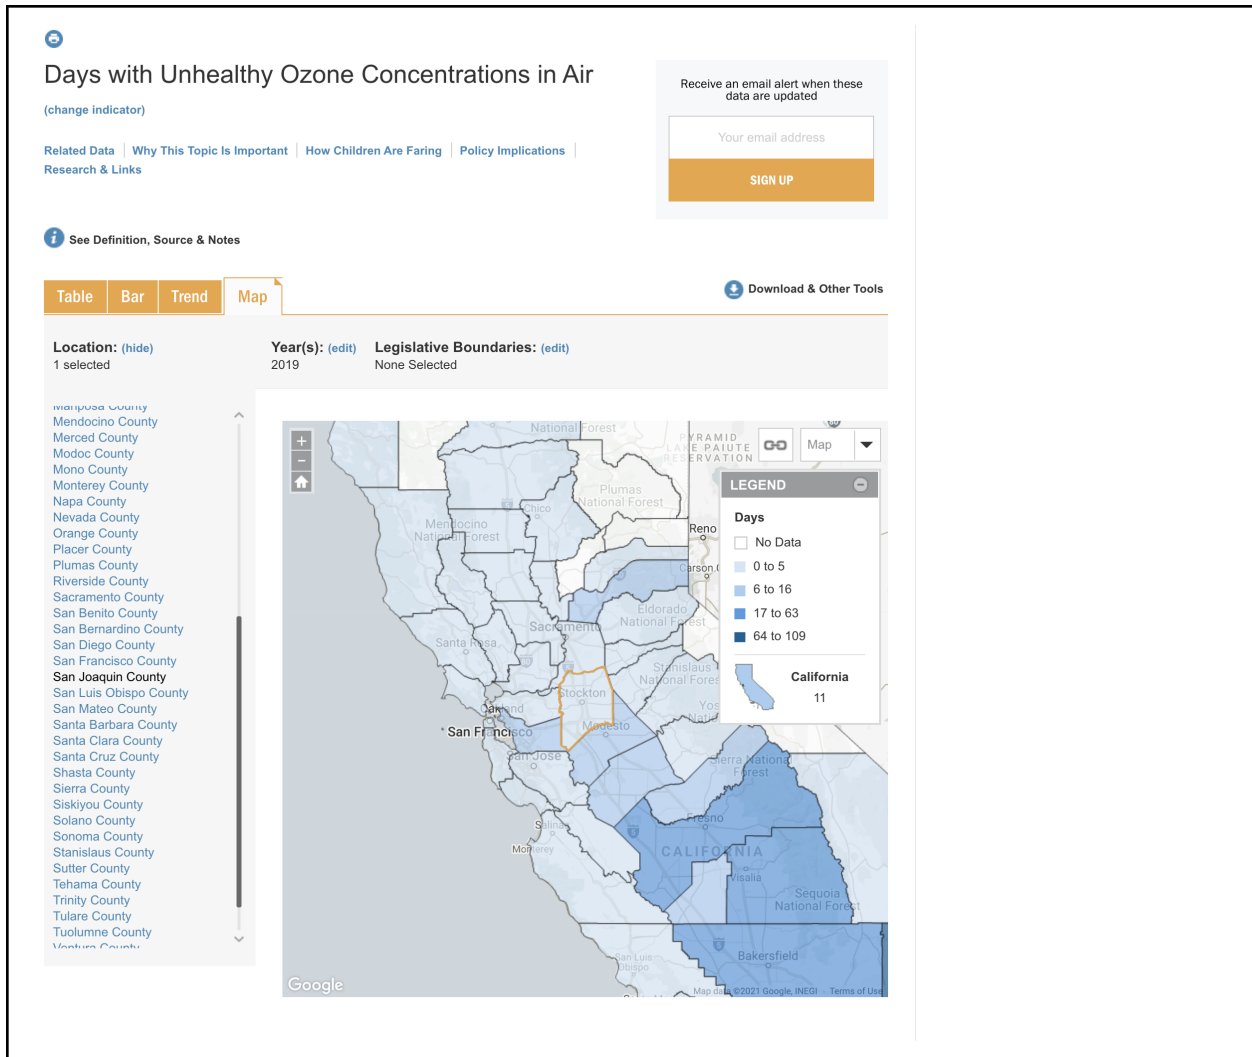 Days with Unhealthy Ozone Concentrations in Air
(change indicator)
Related Data | Why This Topic Is Important | How Children Are Faring | Policy Implications |
Research & Links
Receive an email alert when these
data are updated
Your email address
SIGN UP
See Definition, Source & Notes
Table
Bar
Trend
Map
Download & Other Tools
Location: (hide)
1 selected
Year(s): (edit)
2019
Legislative Boundaries: (edit)
None Selected
Mariposa County
Mendocino County
Merced County
Modoc County
Mono County
Monterey County
Napa County
Nevada County
Orange County
Placer County
Plumas County
Riverside County
Sacramento County
San Benito County
San Bernardino County
San Diego County
San Francisco County
San Joaquin County
San Luis Obispo County
San Mateo County
Santa Barbara County
Santa Clara County
Santa Cruz County
Shasta County
Sierra County
Siskiyou County
Solano County
Sonoma County
Stanislaus County
Sutter County
Tehama County
Trinity County
Tulare County
Tuolumne County
Ventura County
+
−
National Forest
PYRAMID
LAKE PAIUTE
RESERVATION
Map
LEGEND
Days
No Data
0 to 5
6 to 16
17 to 63
64 to 109
California
11
Plumas
National Forest
Chico
Mendocino
National Forest
Reno
Carson
Eldorado
National Forest
Sacramento
Santa Rosa
Stanislaus
National Fores
Stockton
Oakland
San Francisco
Modesto
San Jose
Sierra National
Forest
Salinas
Monterey
Fresno
CALIFORNIA
Visalia
Sequoia
National Forest
San Luis
Obispo
Bakersfield
Google
Map data ©2021 Google, INEGI
Terms of Use